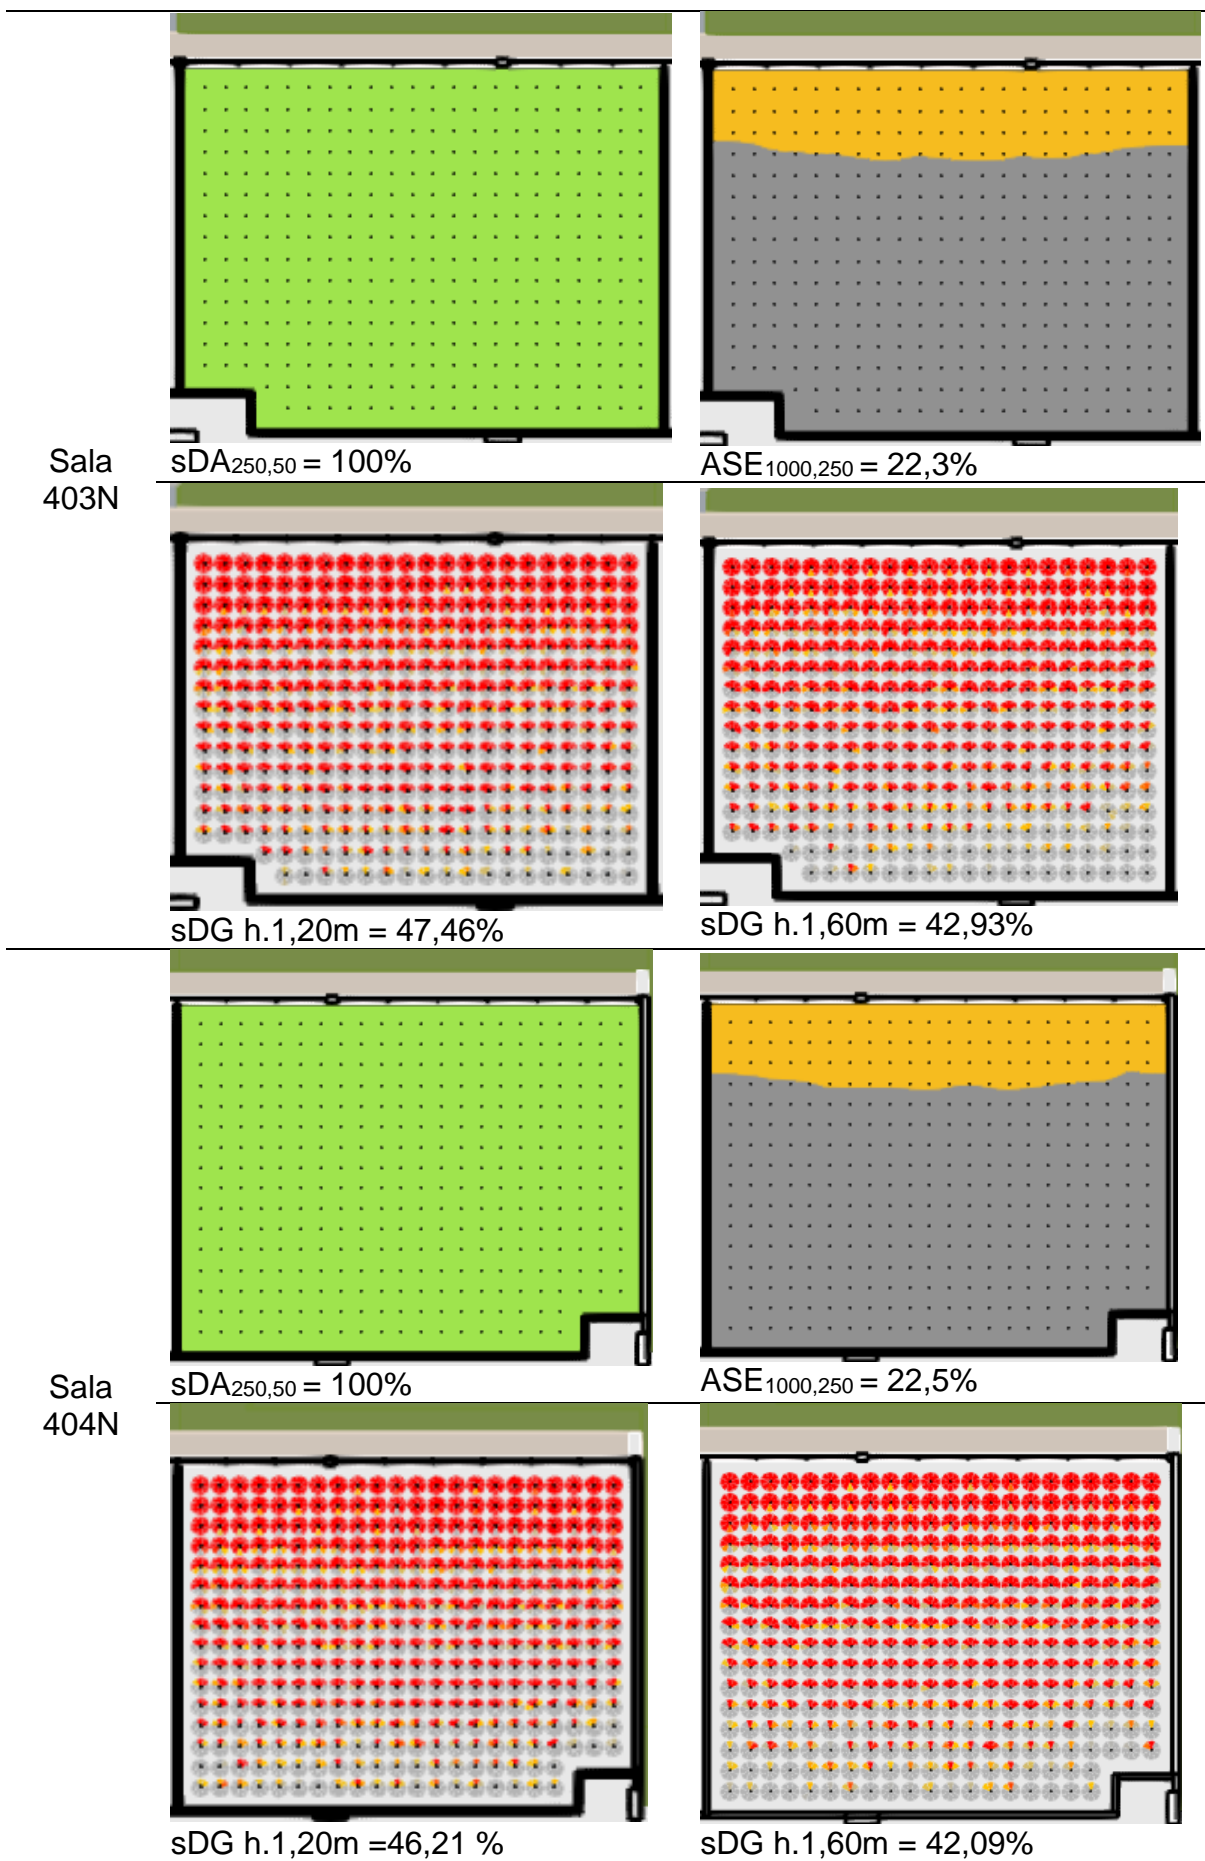 sDA250,50 = 100%
ASE1000,250 = 22,3%
Sala
403N
sDG h.1,20m = 47,46%
sDG h.1,60m = 42,93%
sDA250,50 = 100%
ASE1000,250 = 22,5%
Sala
404N
sDG h.1,20m =46,21 %
sDG h.1,60m = 42,09%